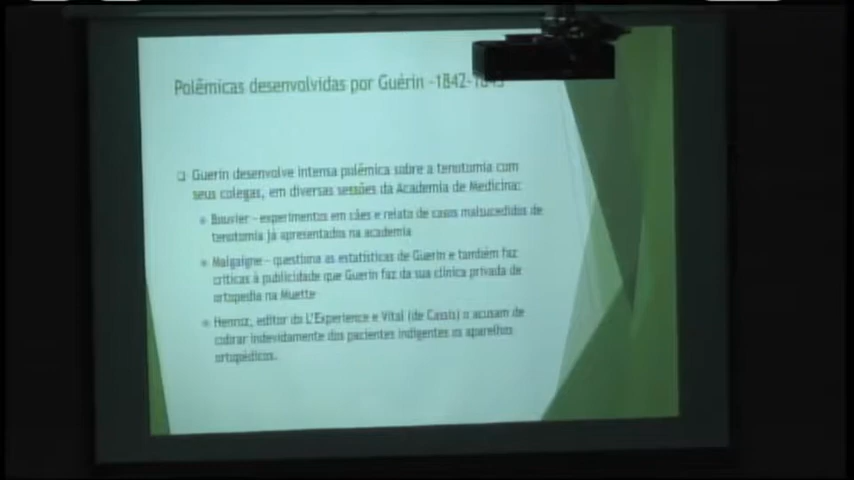 Polêmicas desenvolvidas por Guérin -1842-1843
Guerin desenvolve intensa polêmica sobre a tenotomia com
seus colegas, em diversas sessões da Academia de Medicina:
Bouvier - experimentos em cães e relato de casos malsucedidos de
tenotomia já apresentados na academia
Malgaigne - questiona as estatísticas de Guerin e também faz
críticas à publicidade que Guerin faz da sua clínica privada de
ortopedia na Muette
Henroz, editor do L'Experience e Vital (de Cassis) o acusam de
cobrar indevidamente dos pacientes indigentes os aparelhos
ortopédicos.